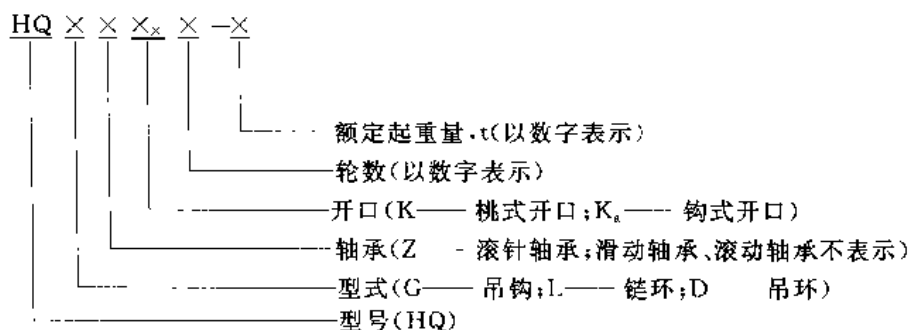 HQ × × ×ₓ × -×
额定起重量·t(以数字表示)
轮数(以数字表示)
开口(K—— 桃式开口;Kₐ—— 钩式开口)
轴承(Z - 滚针轴承;滑动轴承、滚动轴承不表示)
型式(G—— 吊钩;L—— 链环;D 吊环)
型号(HQ)